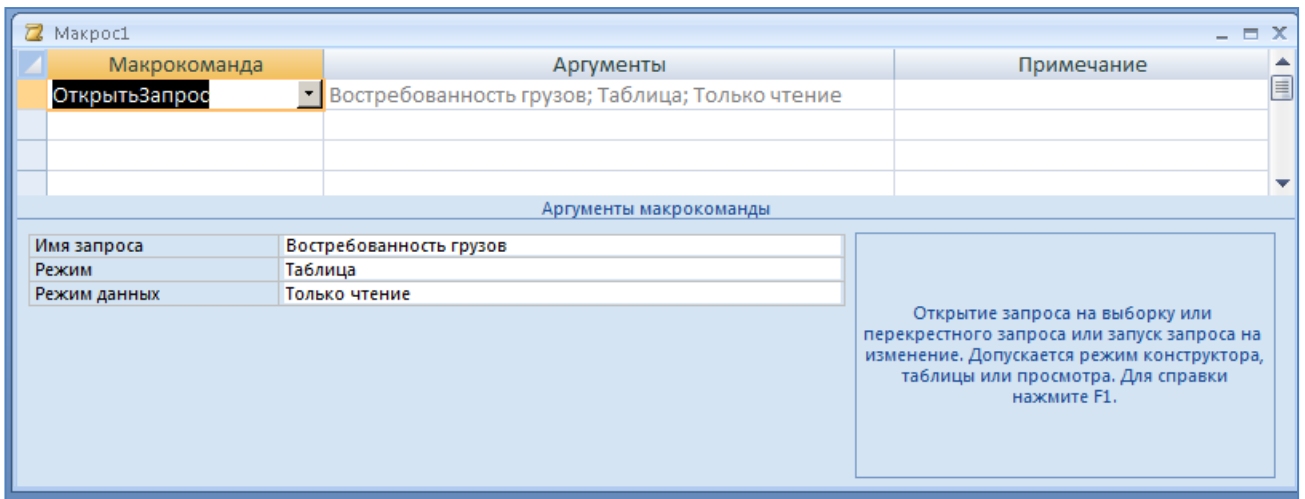 Макрос1
Макрокоманда Аргументы Примечание
ОткрытьЗапрос Востребованность грузов; Таблица; Только чтение
Аргументы макрокоманды
Имя запроса Востребованность грузов
Режим Таблица
Режим данных Только чтение
Открытие запроса на выборку или
перекрестного запроса или запуск запроса на
изменение. Допускается режим конструктора,
таблицы или просмотра. Для справки
нажмите F1.